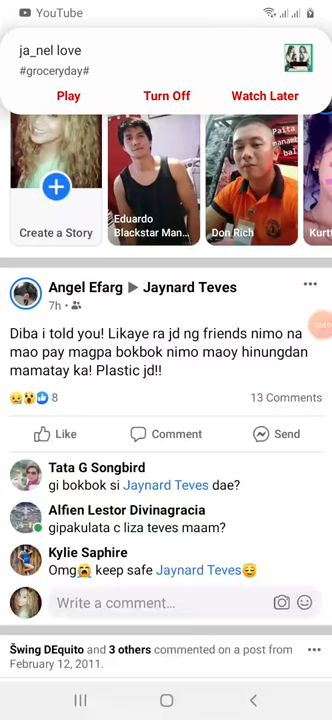 YouTube
ja_nel love
#groceryday#
Play
Turn Off
Watch Later
Paita
manamb
bal
Create a Story
Eduardo
Blackstar Man...
Don Rich
Kurtt
Angel Efarg ▶ Jaynard Teves
7h ·
Diba i told you! Likaye ra jd ng friends nimo na
mao pay magpa bokbok nimo maoy hinungdan
mamatay ka! Plastic jd!!
8
13 Comments
Like
Comment
Send
Tata G Songbird
gi bokbok si Jaynard Teves dae?
Alfien Lestor Divinagracia
gipakulata c liza teves maam?
Kylie Saphire
Omg😭 keep safe Jaynard Teves😌
Write a comment...
Šwing DEquito and 3 others commented on a post from
February 12, 2011.